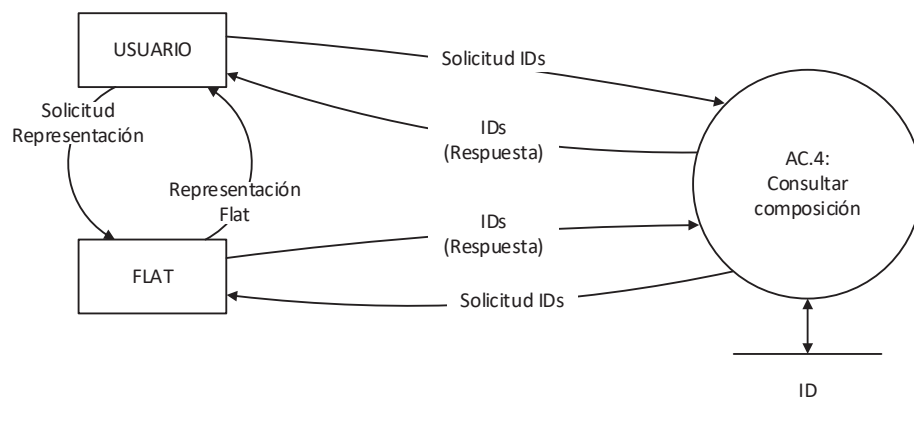 USUARIO
Solicitud IDs
Solicitud
Representación
IDs
(Respuesta)
AC.4:
Consultar
composición
Representación
Flat
IDs
(Respuesta)
FLAT
Solicitud IDs
ID